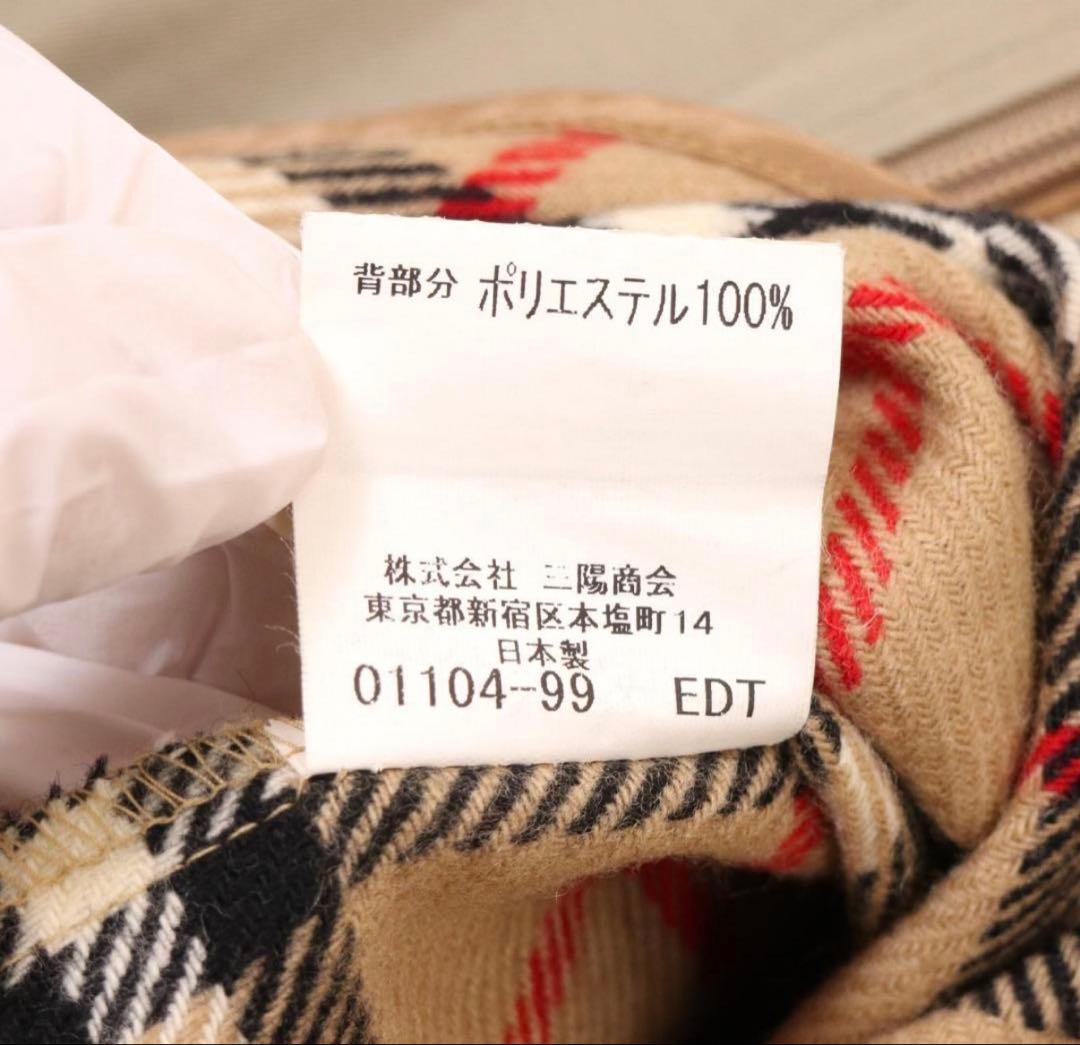 背部分 ポリエステル100%
株式会社 三陽商会
東京都新宿区本塩町14
日本製
01104-99 EDT